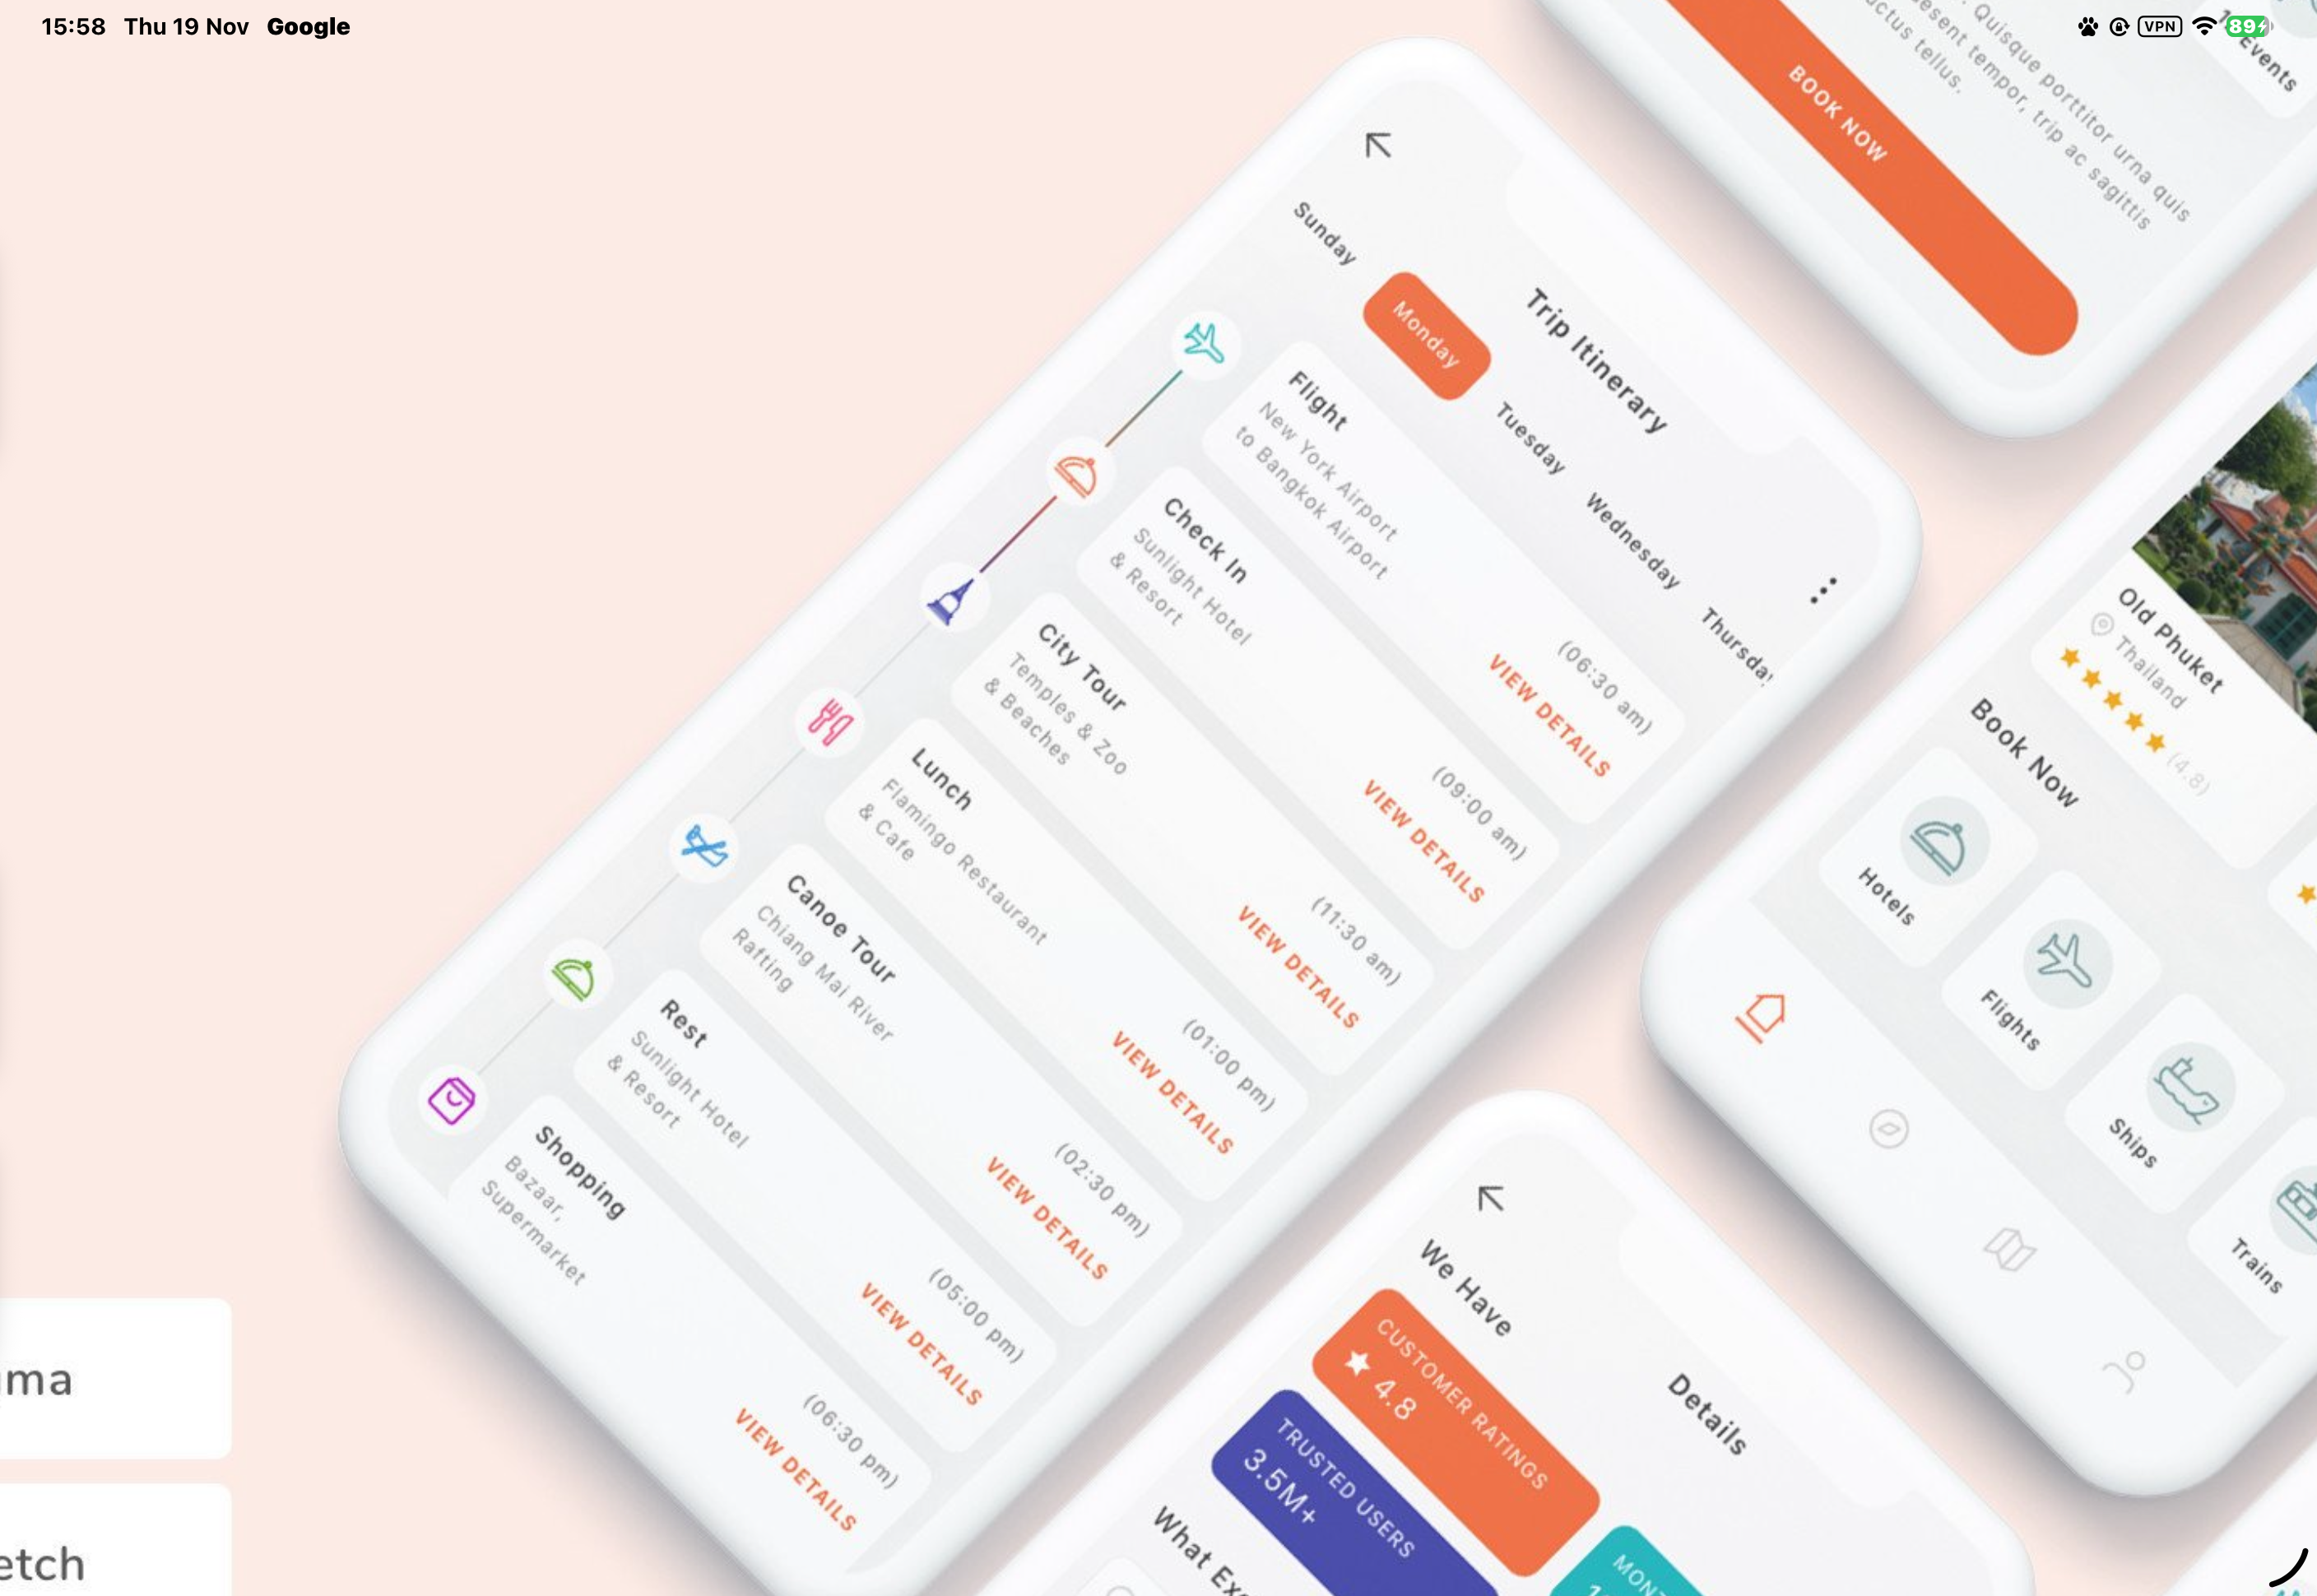 15:58 Thu 19 Nov Google
VPN
89
Quisque porttitor urna quis
tempor, trip ac sagittis
tellus.
BOOK NOW
Events
Trip Itinerary
Sunday
Monday
Tuesday
Wednesday
Flight
New York Airport
to Bangkok Airport
(06:30 am)
VIEW DETAILS
Check In
Sunlight Hotel
& Resort
(09:00 am)
VIEW DETAILS
City Tour
Temples & Zoo
& Beaches
(11:30 am)
VIEW DETAILS
Lunch
Flamingo Restaurant
& Cafe
(01:00 pm)
VIEW DETAILS
Canoe Tour
Chiang Mai River
Rafting
(02:30 pm)
VIEW DETAILS
Rest
Sunlight Hotel
& Resort
(05:00 pm)
VIEW DETAILS
Shopping
Bazaar,
Supermarket
(06:30 pm)
VIEW DETAILS
Old Phuket
Thailand
(4.8)
Book Now
Hotels
Flights
Ships
Trains
Details
We Have
CUSTOMER RATINGS
4.8
TRUSTED USERS
3.5M+
What